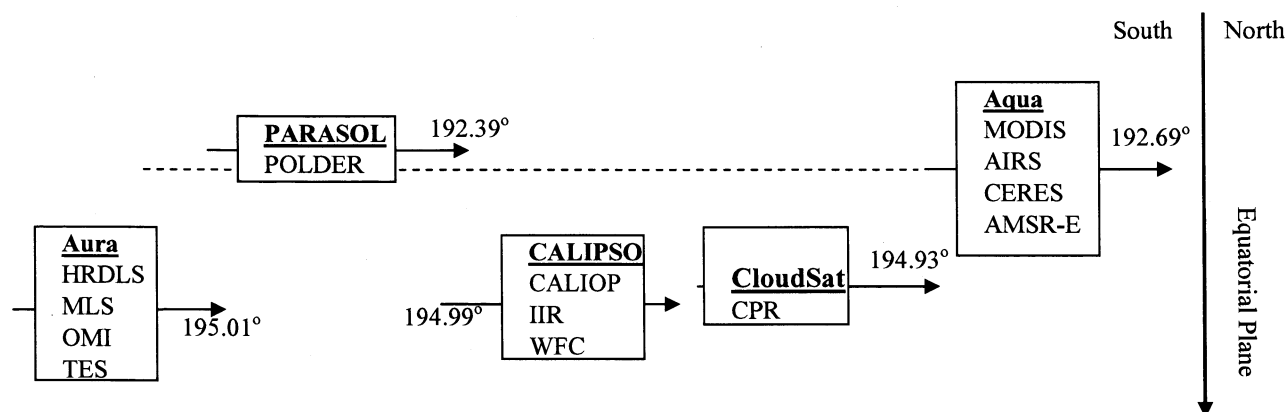 South
North
Aqua
MODIS
AIRS
CERES
AMSR-E
192.69°
PARASOL
POLDER
192.39°
Aura
HRDLS
MLS
OMI
TES
195.01°
194.99°
CALIPSO
CALIOP
IIR
WFC
CloudSat
CPR
194.93°
Equatorial Plane